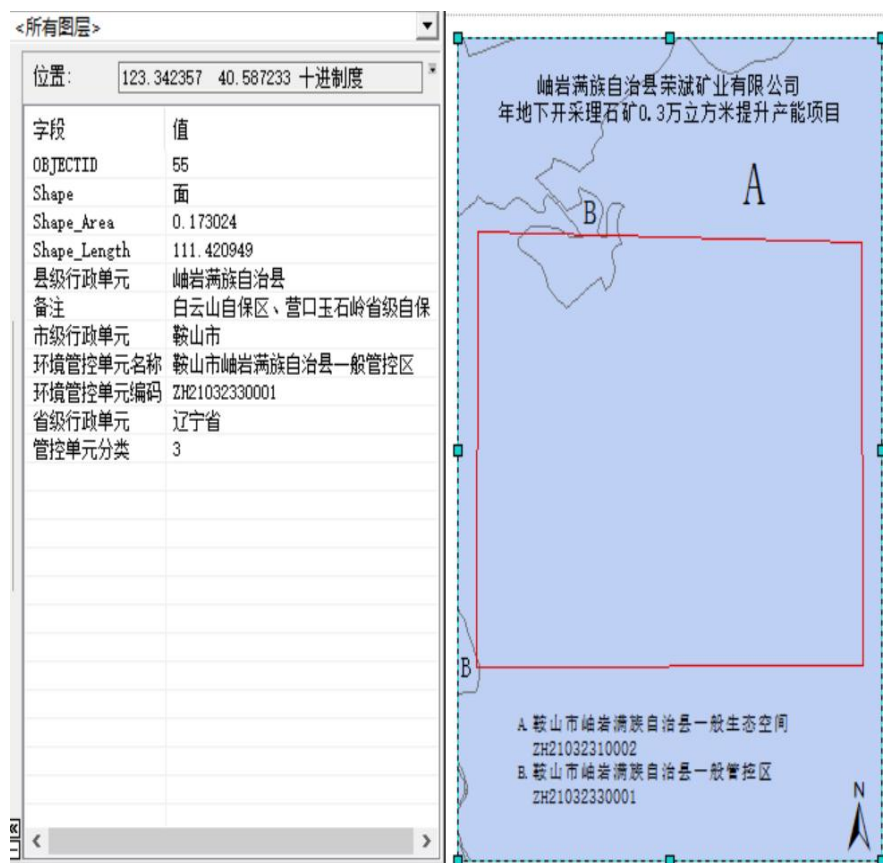 <所有图层>
位置: 123.342357 40.587233 十进制度
字段 值
OBJECTID 55
Shape 面
Shape_Area 0.173024
Shape_Length 111.420949
县级行政单元 岫岩满族自治县
备注 白云山自保区、营口玉石岭省级自保
市级行政单元 鞍山市
环境管控单元名称 鞍山市岫岩满族自治县一般管控区
环境管控单元编码 ZH21032330001
省级行政单元 辽宁省
管控单元分类 3
岫岩满族自治县荣斌矿业有限公司
年地下开采理石矿0.3万立方米提升产能项目
A
B
B
A.鞍山市岫岩满族自治县一般生态空间
ZH21032310002
B.鞍山市岫岩满族自治县一般管控区
ZH21032330001
N